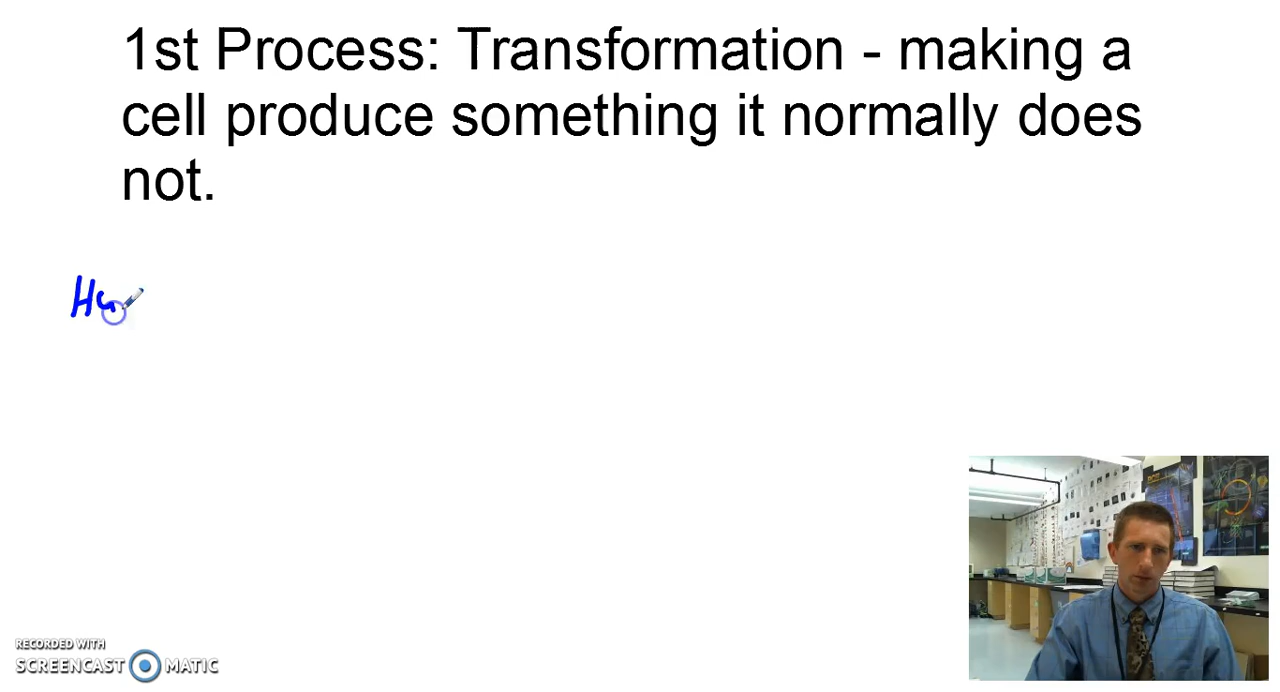 1st Process: Transformation - making a
cell produce something it normally does
not.
RECORDED WITH
SCREENCAST MATIC